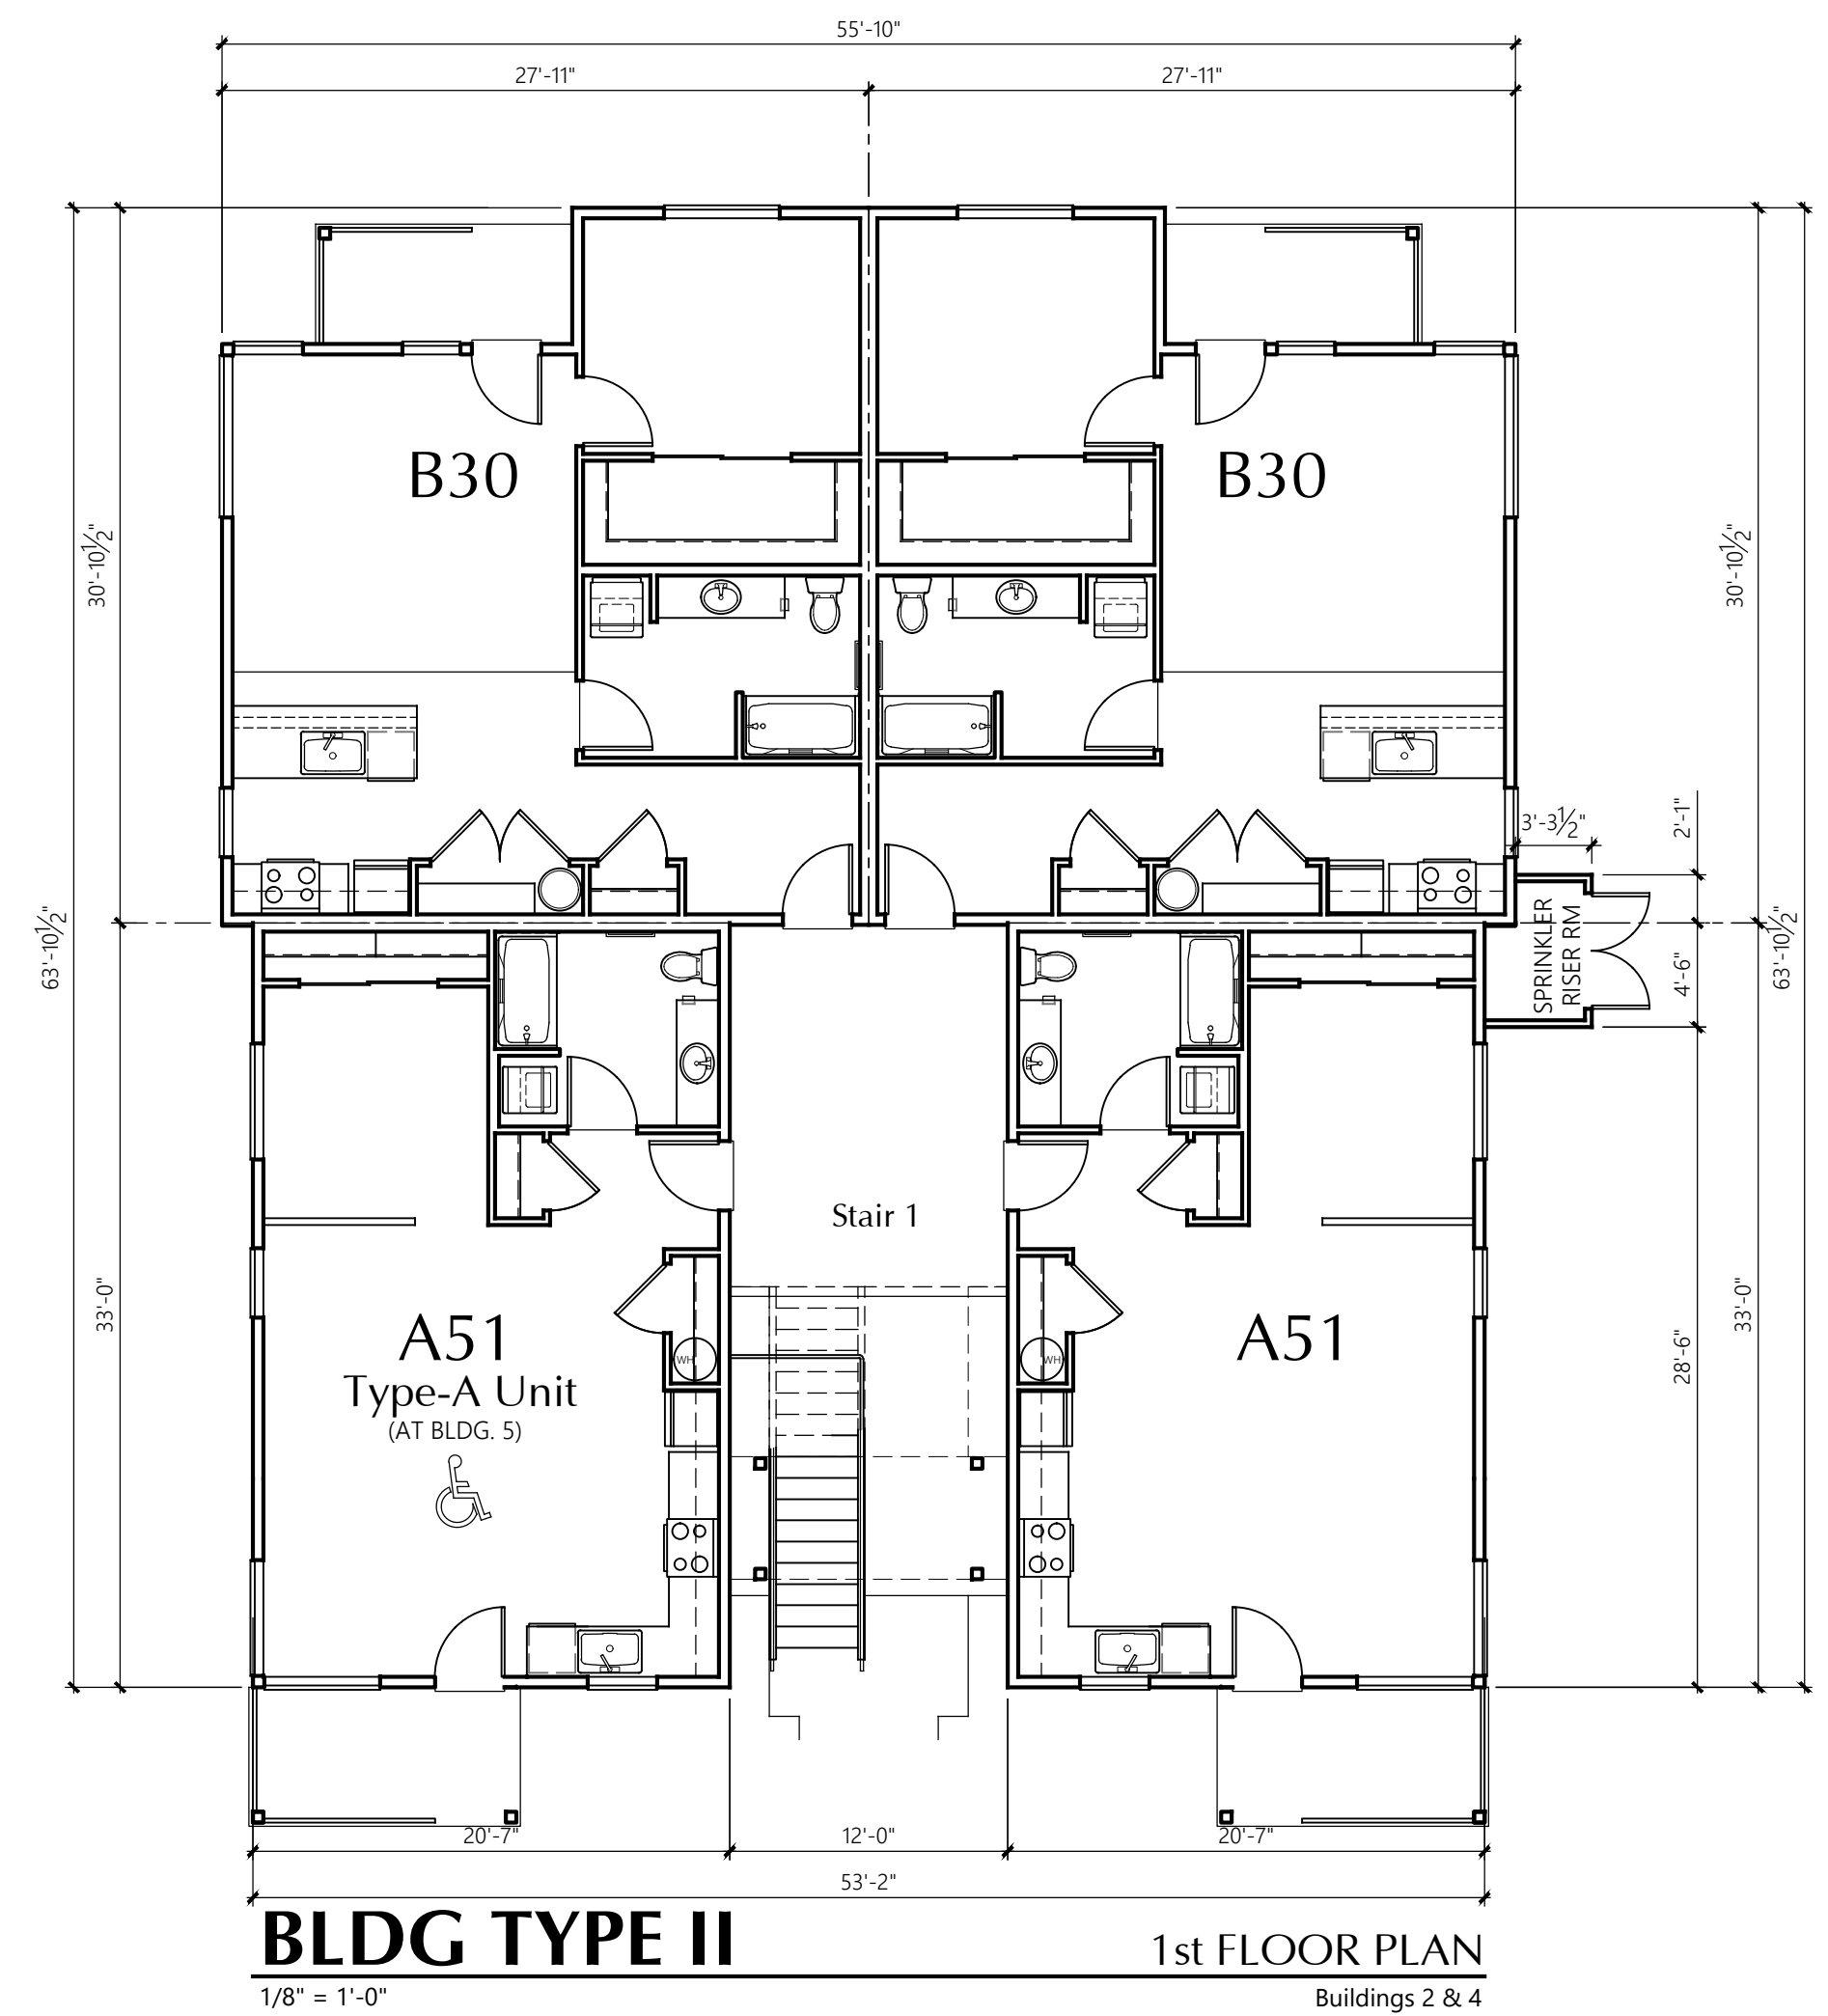 55'-10"
27'-11"
27'-11"
B30
B30
30'-10½"
30'-10½"
63'-10½"
63'-10½"
3'-3½"
2'-1"
SPRINKLER
RISER RM
4'-6"
Stair 1
33'-0"
33'-0"
28'-6"
A51
Type-A Unit
(AT BLDG. 5)
A51
WH
WH
20'-7"
12'-0"
20'-7"
53'-2"
BLDG TYPE II
1st FLOOR PLAN
1/8" = 1'-0"
Buildings 2 & 4